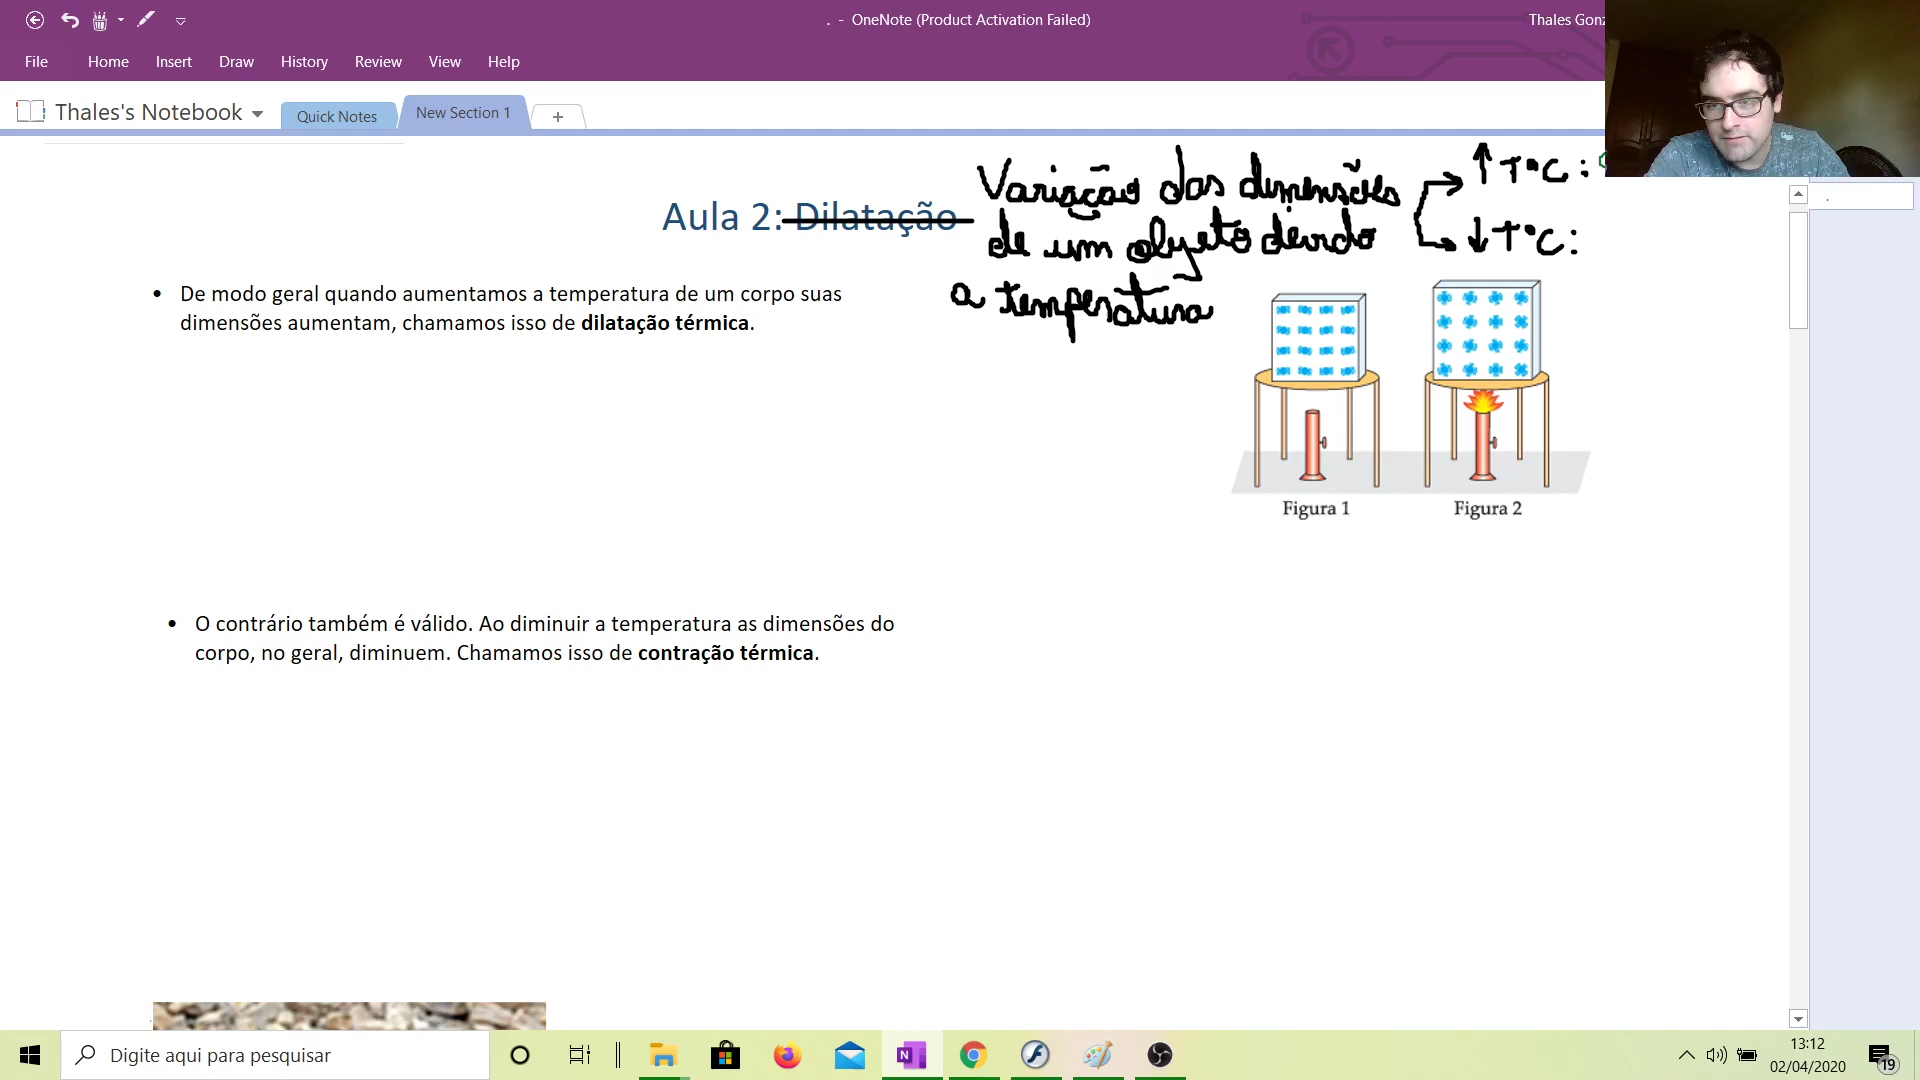 . - OneNote (Product Activation Failed)
Thales Gonz
File Home Insert Draw History Review View Help
Thales's Notebook
Quick Notes
New Section 1
+
.
Aula 2: Dilatação
Variação das dimensões
de um objeto devido
a temperatura
↑T°C:
↓T°C:
• De modo geral quando aumentamos a temperatura de um corpo suas
dimensões aumentam, chamamos isso de dilatação térmica.
Figura 1
Figura 2
• O contrário também é válido. Ao diminuir a temperatura as dimensões do
corpo, no geral, diminuem. Chamamos isso de contração térmica.
Digite aqui para pesquisar
13:12
02/04/2020
19